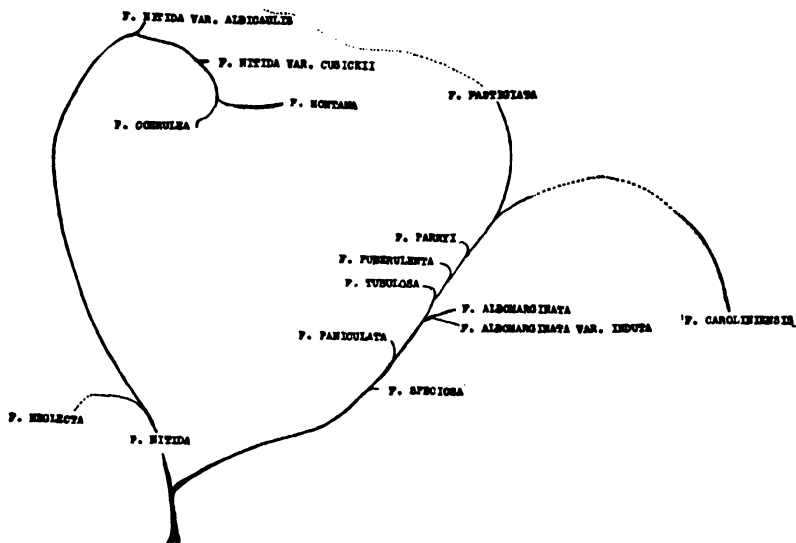 F. NITIDA VAR. ALBICAULIS
F. NITIDA VAR. CUSICKII
F. FASTIGIATA
F. MONTANA
F. COERULEA
F. PARRYI
F. PUBERULENTA
F. TUBULOSA
F. ALBOMARGINATA
F. ALBOMARGINATA VAR. INDUTA
F. CAROLINIENSIS
F. PANICULATA
F. SPECIOSA
F. NEGLECTA
F. NITIDA